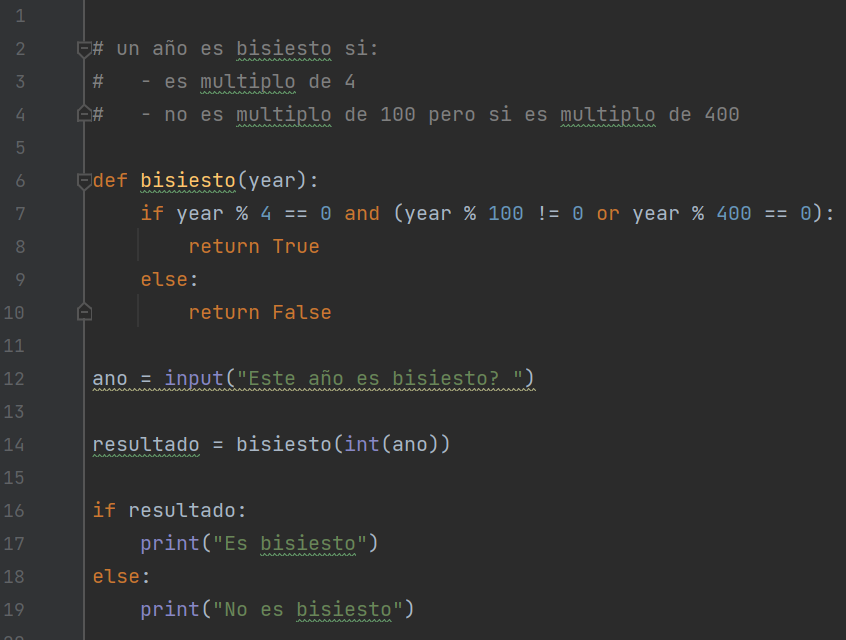 1
2 # un año es bisiesto si:
3 #   - es multiplo de 4
4 #   - no es multiplo de 100 pero si es multiplo de 400
5
6 def bisiesto(year):
7     if year % 4 == 0 and (year % 100 != 0 or year % 400 == 0):
8         return True
9     else:
10         return False
11
12 ano = input("Este año es bisiesto? ")
13
14 resultado = bisiesto(int(ano))
15
16 if resultado:
17     print("Es bisiesto")
18 else:
19     print("No es bisiesto")